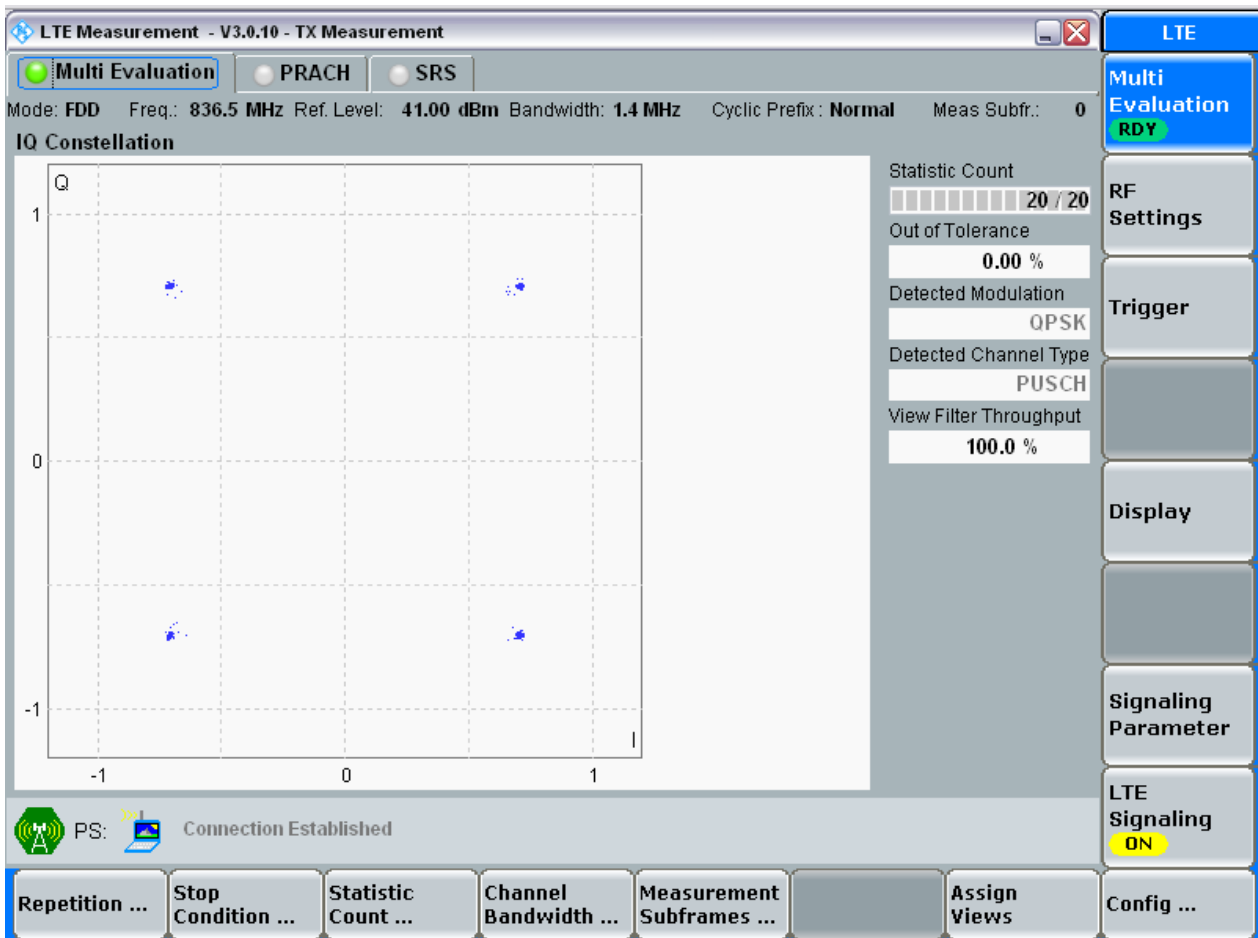 LTE Measurement - V3.0.10 - TX Measurement
LTE
Multi Evaluation PRACH SRS
Mode: FDD Freq.: 836.5 MHz Ref. Level: 41.00 dBm Bandwidth: 1.4 MHz Cyclic Prefix : Normal Meas Subfr.: 0
IQ Constellation
Q
1
0
-1
-1 0 1
I
Statistic Count
20 / 20
Out of Tolerance
0.00 %
Detected Modulation
QPSK
Detected Channel Type
PUSCH
View Filter Throughput
100.0 %
Multi
Evaluation
RDY
RF
Settings
Trigger
Display
Signaling
Parameter
LTE
Signaling
ON
PS: Connection Established
Repetition ...
Stop
Condition ...
Statistic
Count ...
Channel
Bandwidth ...
Measurement
Subframes ...
Assign
Views
Config ...